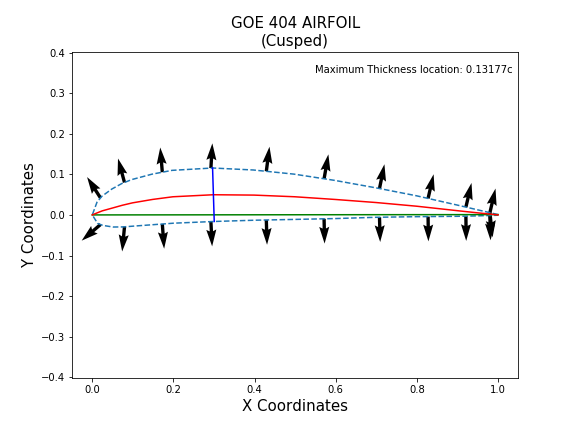 GOE 404 AIRFOIL
(Cusped)
Maximum Thickness location: 0.13177c
0.4
0.3
0.2
0.1
0.0
−0.1
−0.2
−0.3
−0.4
Y Coordinates
0.0 0.2 0.4 0.6 0.8 1.0
X Coordinates